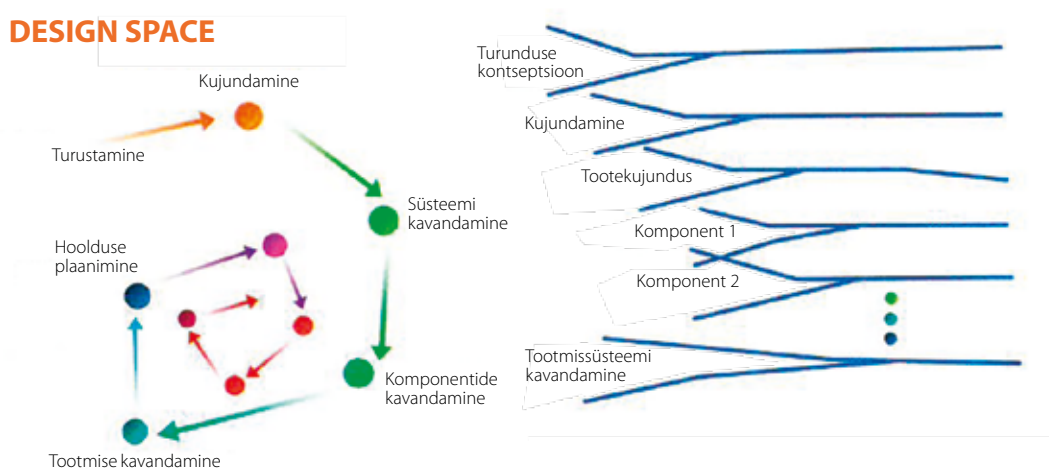 DESIGN SPACE
Kujundamine
Turustamine
Süsteemi
kavandamine
Hoolduse
plaanimine
Komponentide
kavandamine
Tootmise kavandamine
Turunduse
kontseptsioon
Kujundamine
Tootekujundus
Komponent 1
Komponent 2
Tootmissüsteemi
kavandamine